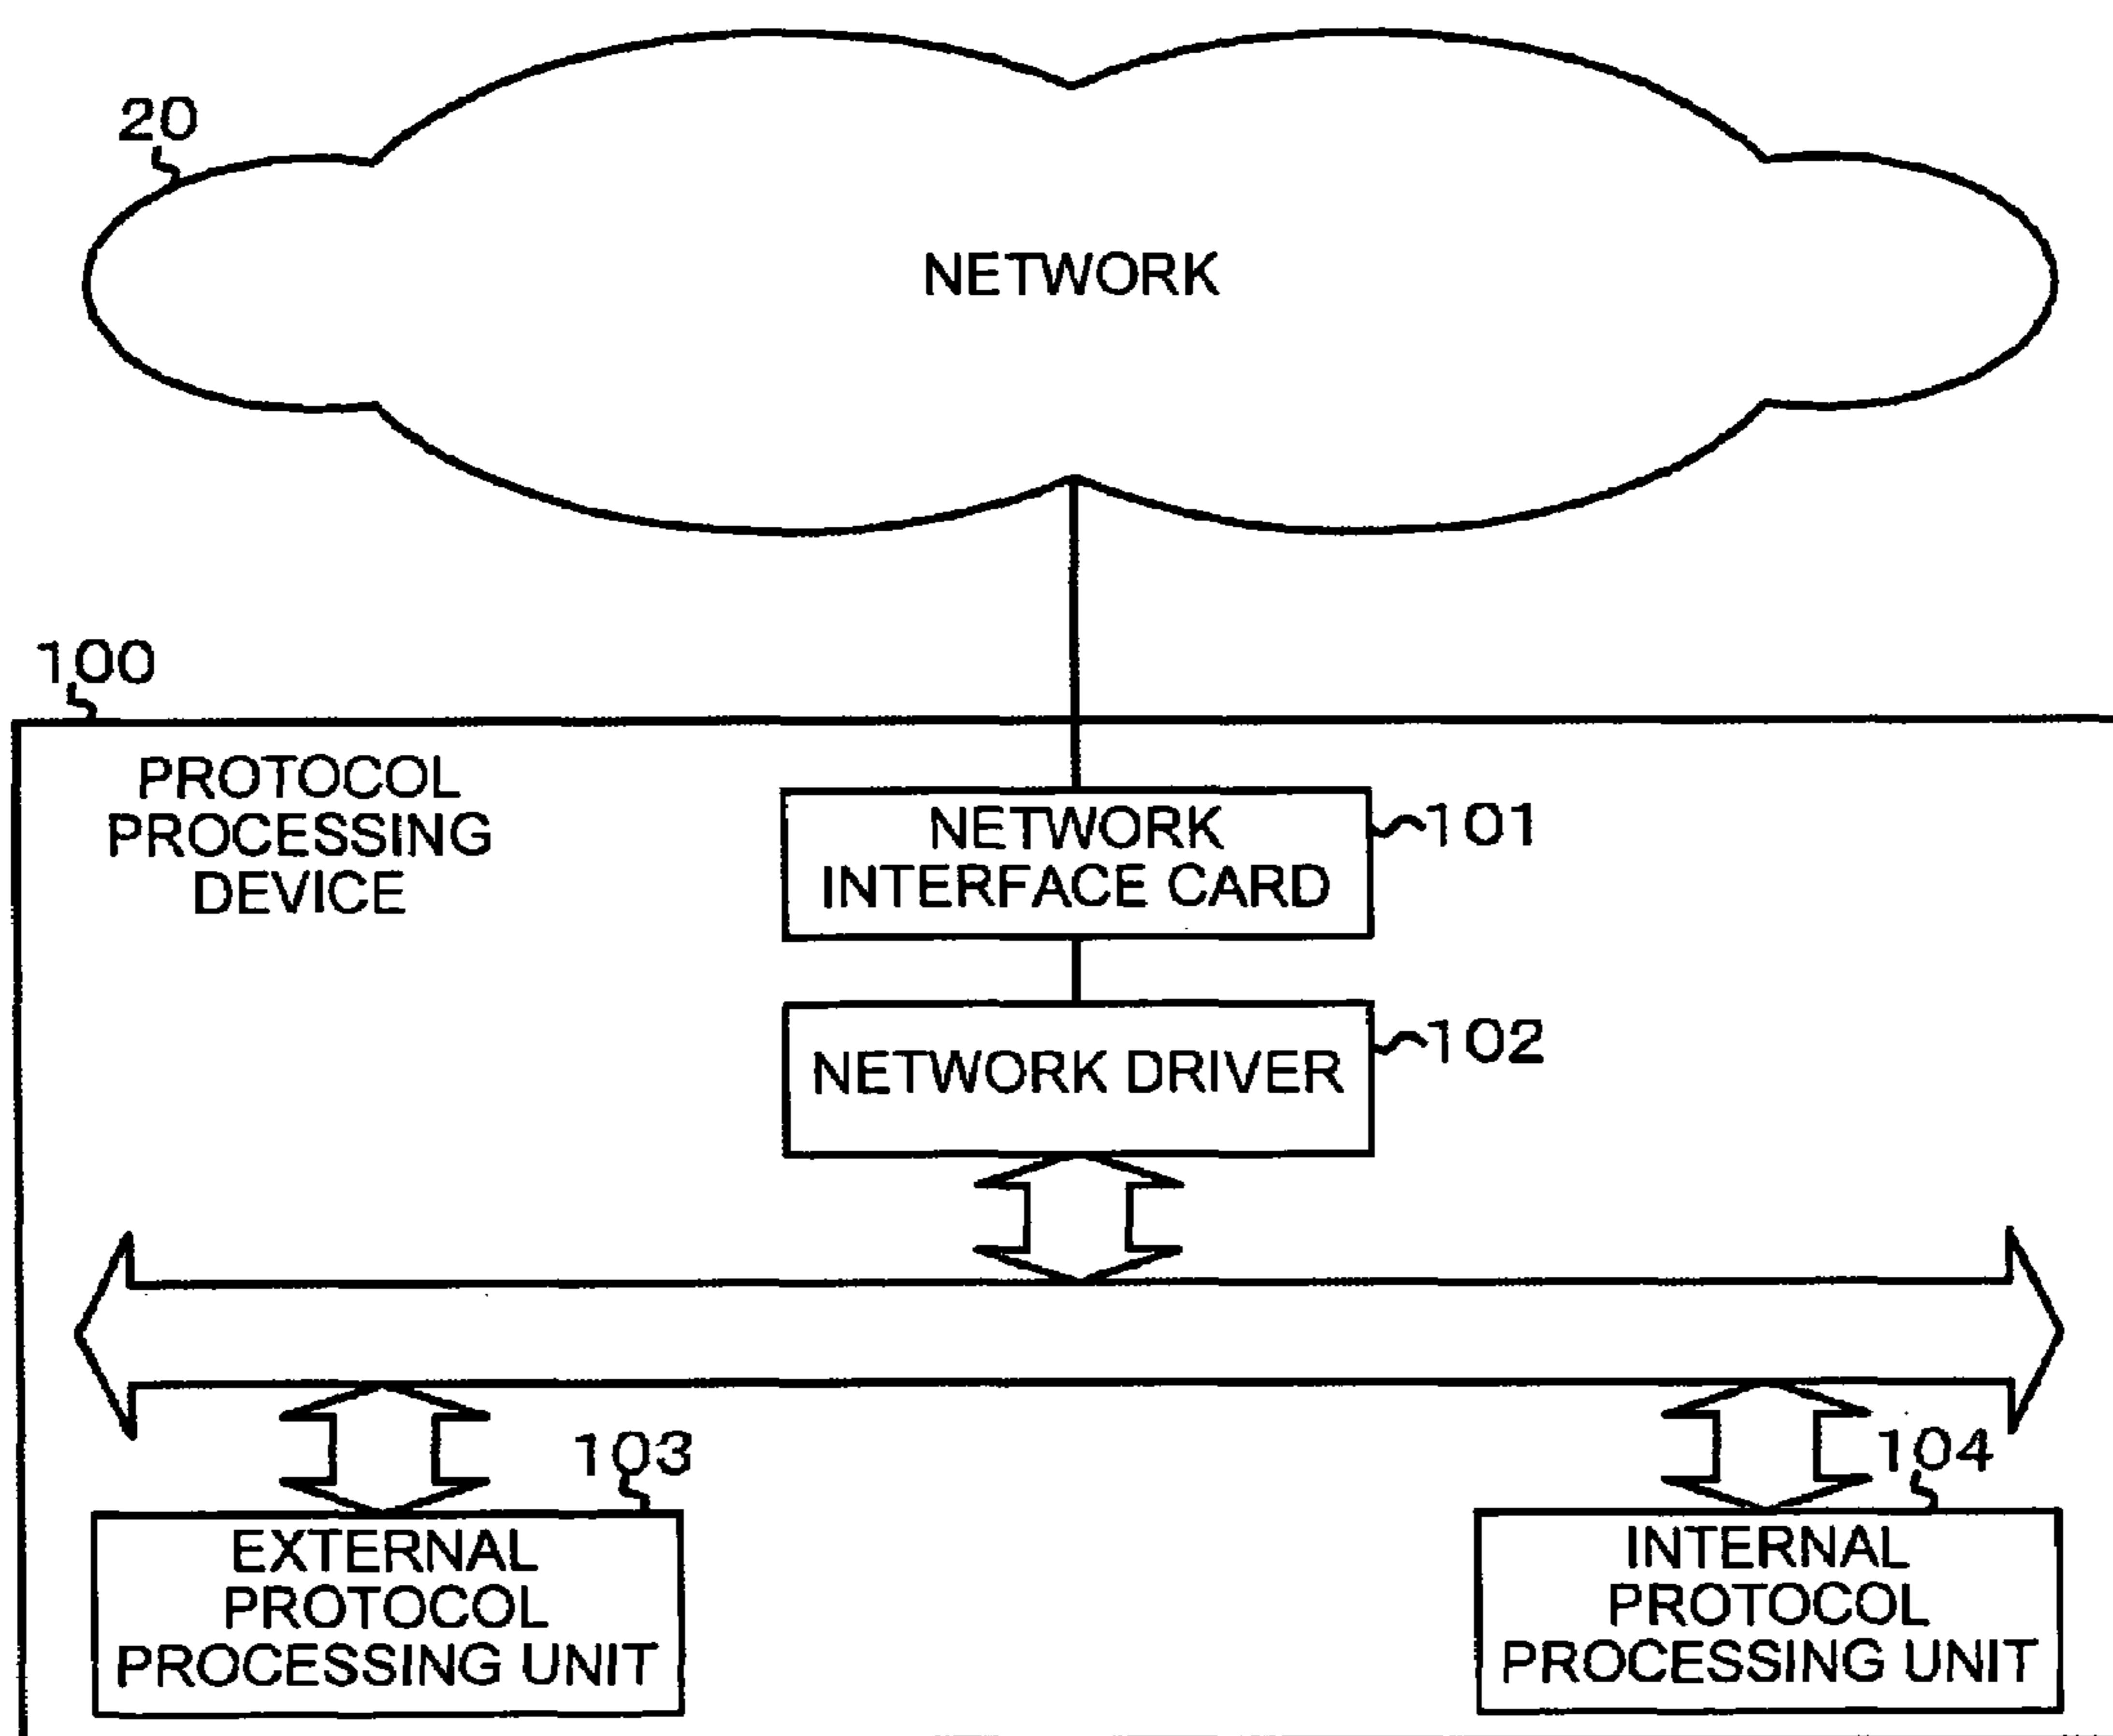 20
NETWORK
100
PROTOCOL
PROCESSING
DEVICE
NETWORK
INTERFACE CARD
101
NETWORK DRIVER
102
103
EXTERNAL
PROTOCOL
PROCESSING UNIT
104
INTERNAL
PROTOCOL
PROCESSING UNIT